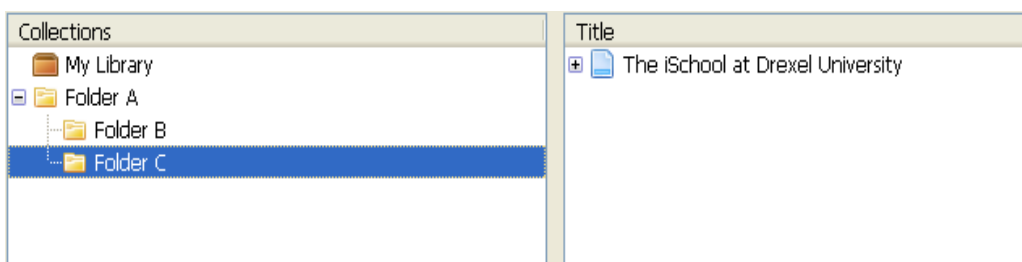 Collections
My Library
Folder A
Folder B
Folder C
Title
The iSchool at Drexel University